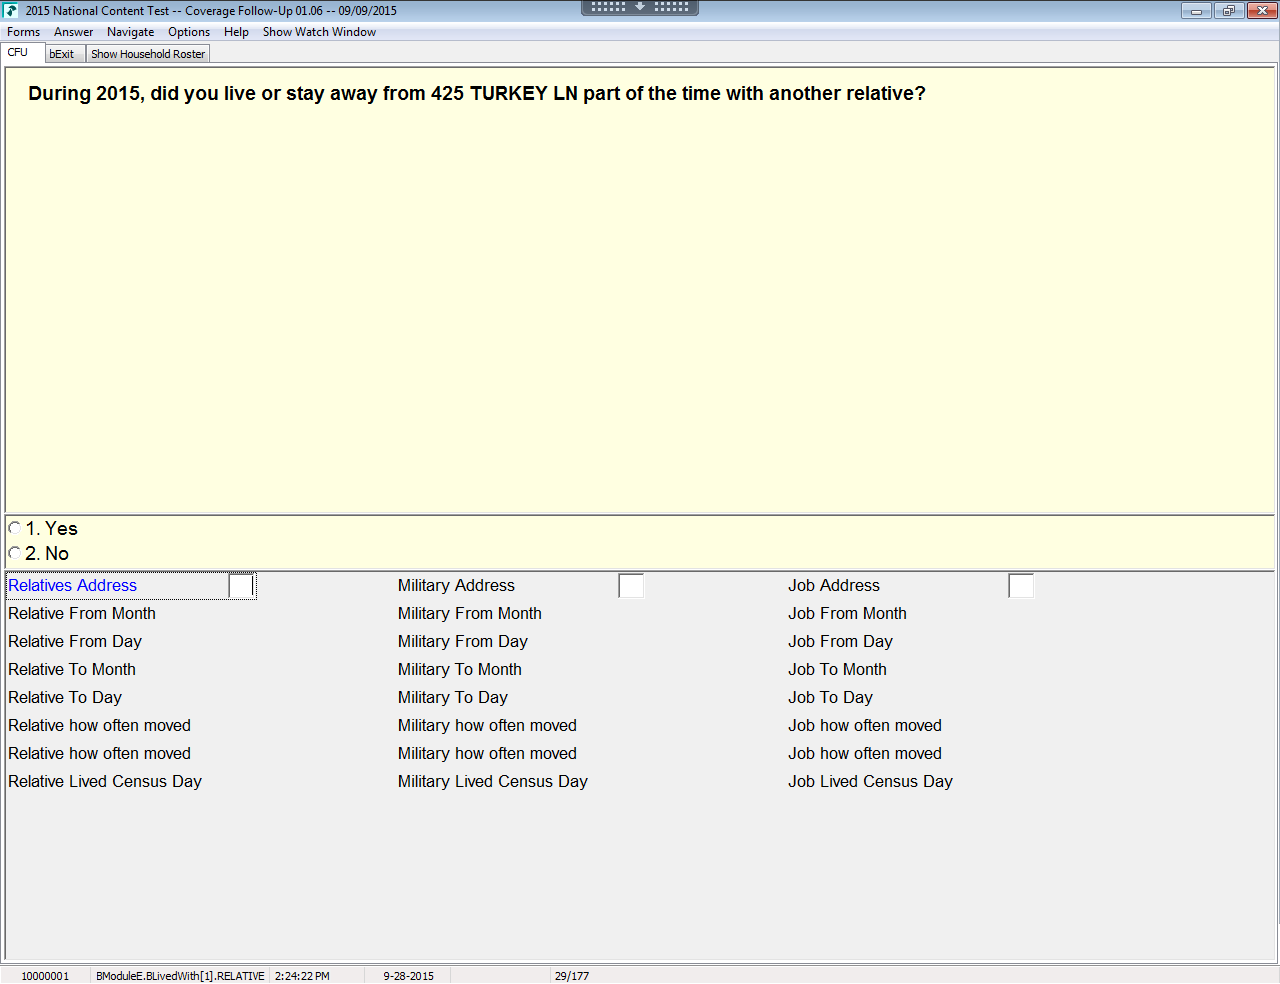 2015 National Content Test -- Coverage Follow-Up 01.06 -- 09/09/2015
Forms Answer Navigate Options Help Show Watch Window
CFU bExit Show Household Roster
During 2015, did you live or stay away from 425 TURKEY LN part of the time with another relative?
1. Yes
2. No
Relatives Address Military Address Job Address
Relative From Month Military From Month Job From Month
Relative From Day Military From Day Job From Day
Relative To Month Military To Month Job To Month
Relative To Day Military To Day Job To Day
Relative how often moved Military how often moved Job how often moved
Relative how often moved Military how often moved Job how often moved
Relative Lived Census Day Military Lived Census Day Job Lived Census Day
10000001 BModuleE.BLivedWith[1].RELATIVE 2:24:22 PM 9-28-2015 29/177